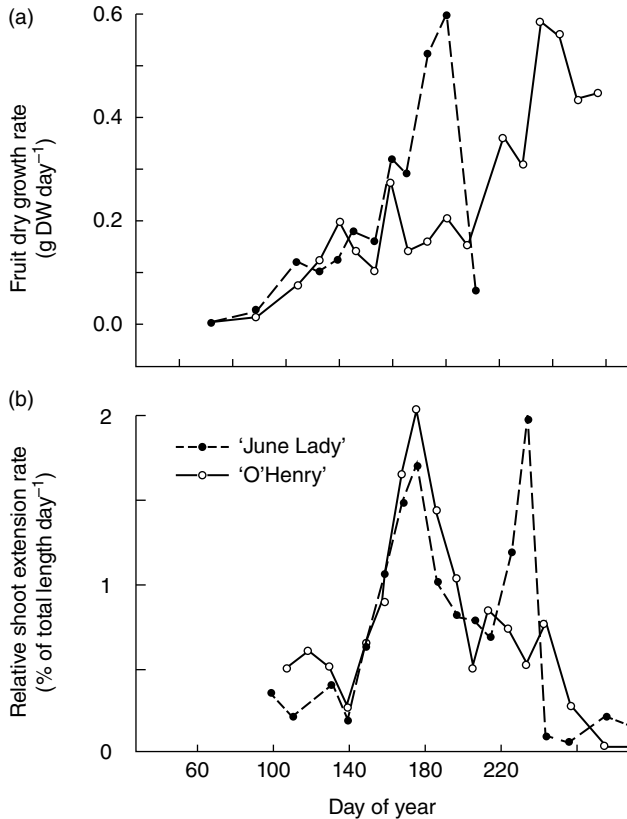 (a)
0.6
0.4
0.2
0.0
Fruit dry growth rate
(g DW day⁻¹)
(b)
2
1
0
'June Lady'
'O'Henry'
Relative shoot extension rate
(% of total length day⁻¹)
60 100 140 180 220
Day of year